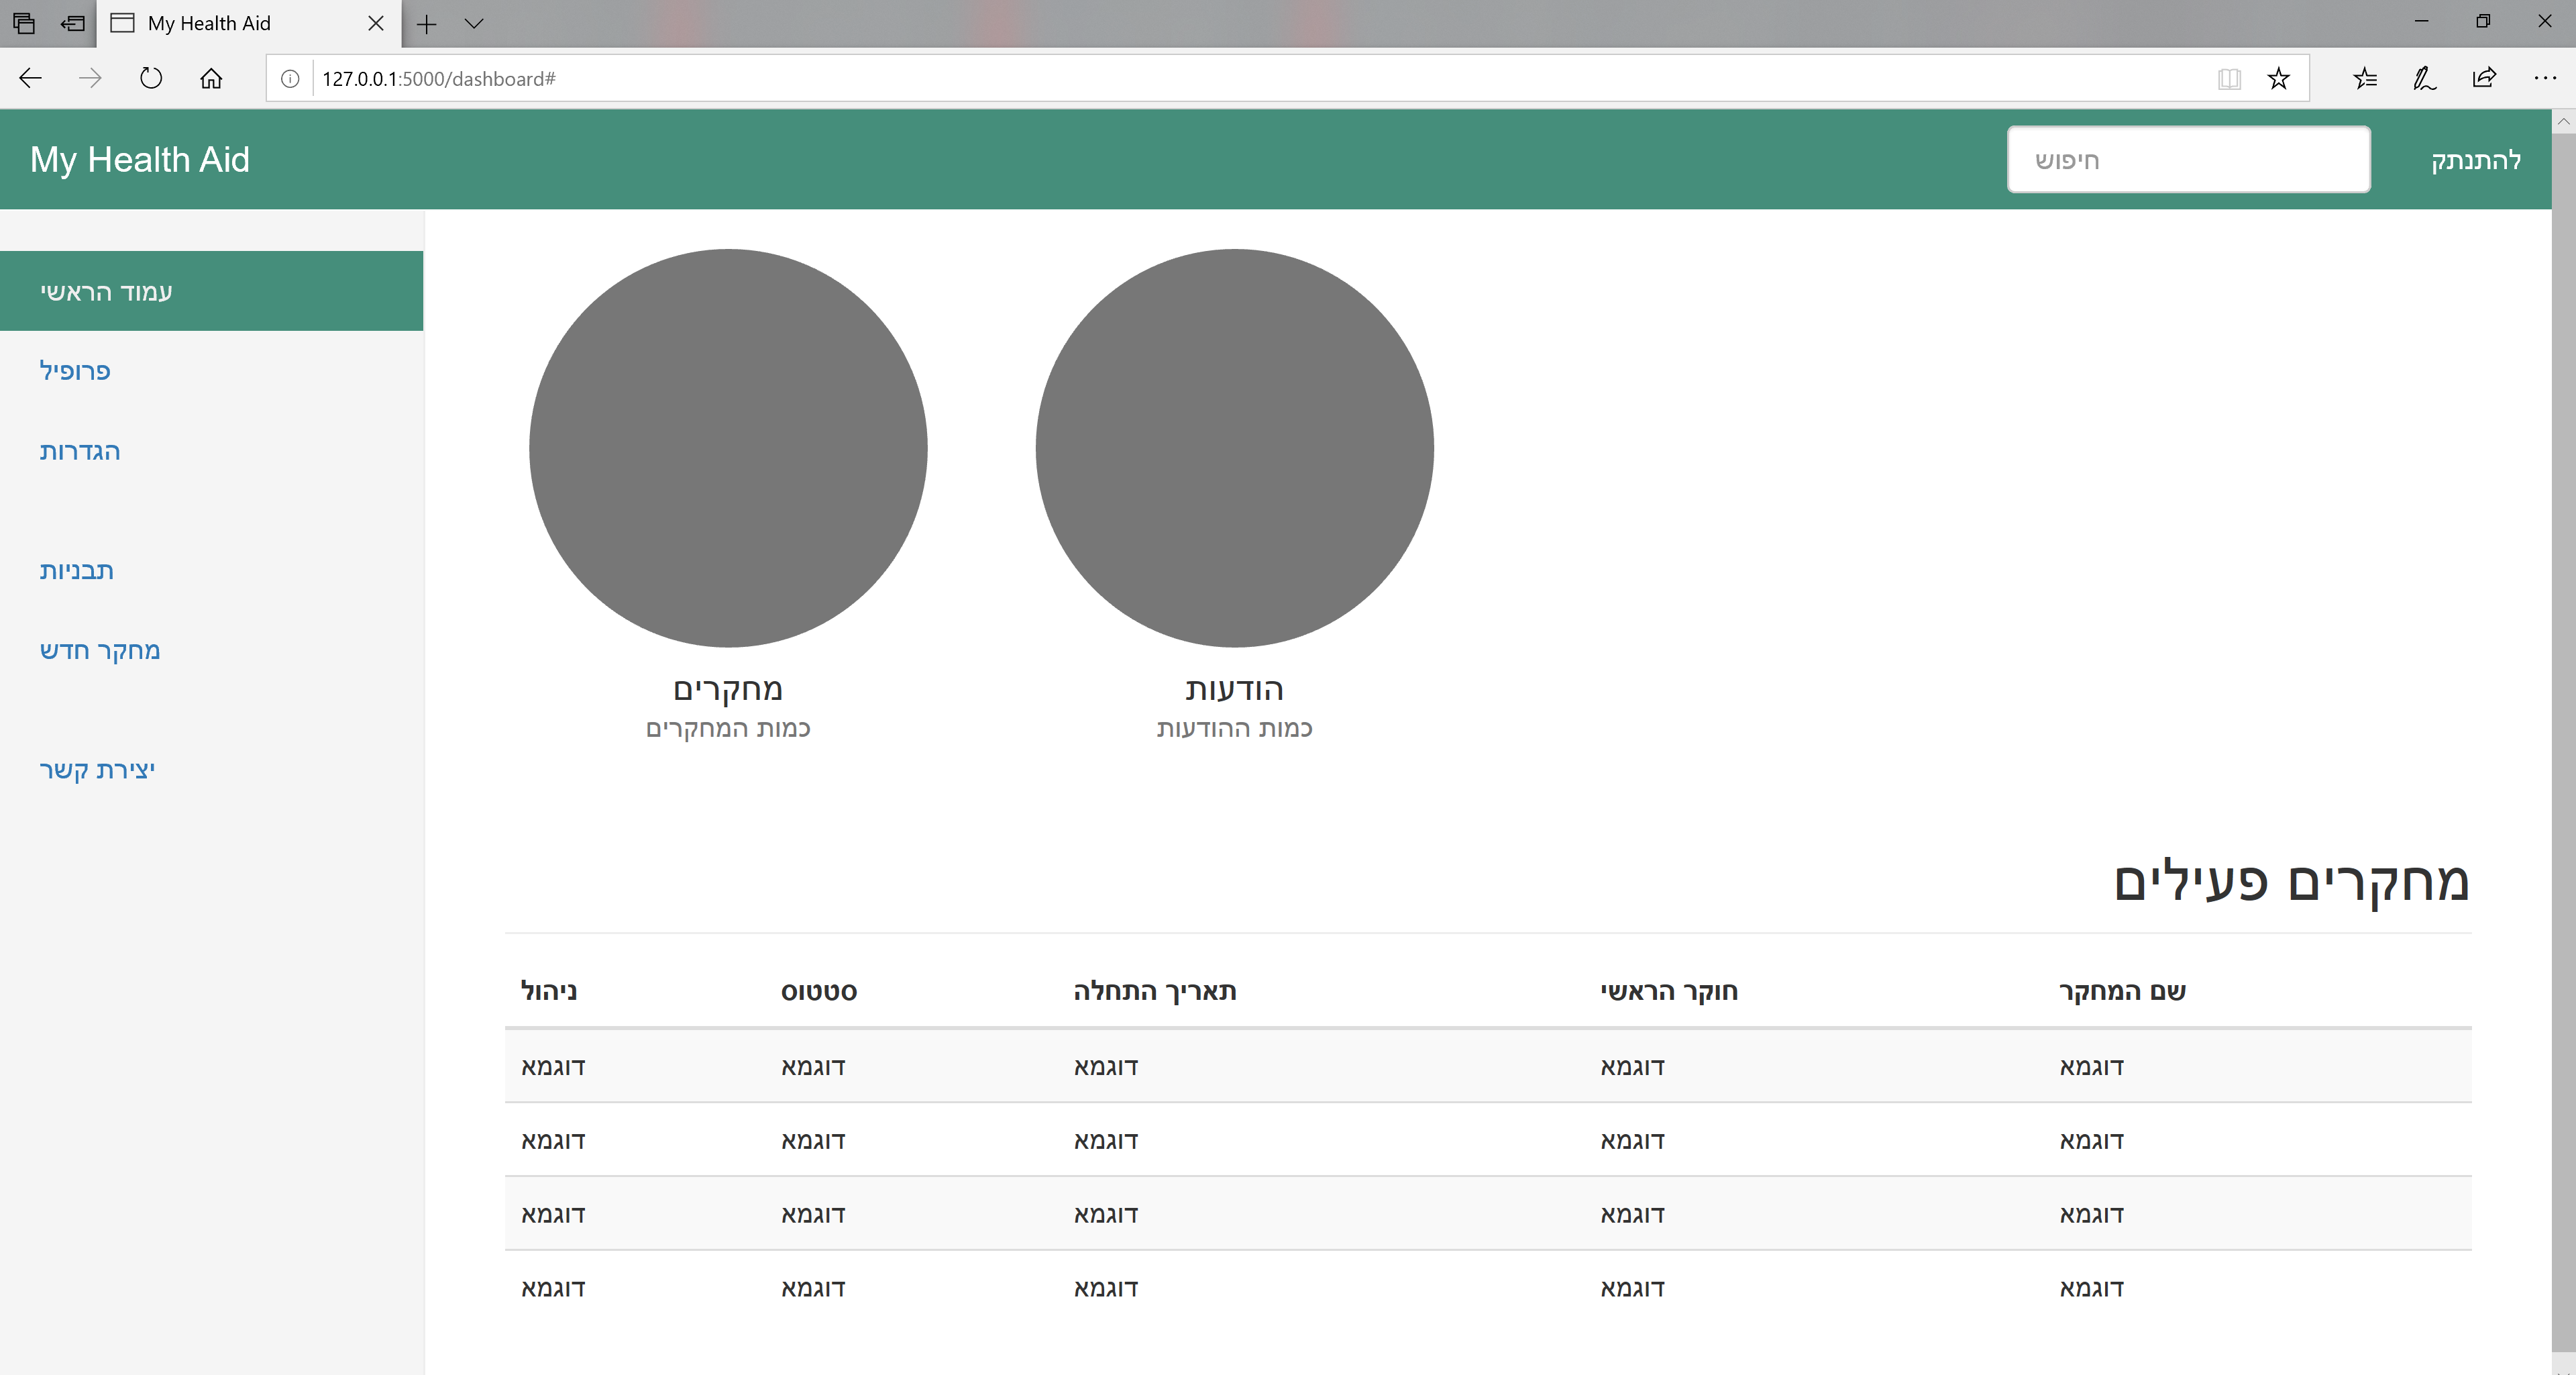 My Health Aid
127.0.0.1:5000/dashboard#
My Health Aid
חיפוש
להתנתק
עמוד הראשי
פרופיל
הגדרות
תבניות
מחקר חדש
יצירת קשר
מחקרים
כמות המחקרים
הודעות
כמות ההודעות
מחקרים פעילים
שם המחקר חוקר הראשי תאריך התחלה סטטוס ניהול
דוגמא דוגמא דוגמא דוגמא דוגמא
דוגמא דוגמא דוגמא דוגמא דוגמא
דוגמא דוגמא דוגמא דוגמא דוגמא
דוגמא דוגמא דוגמא דוגמא דוגמא